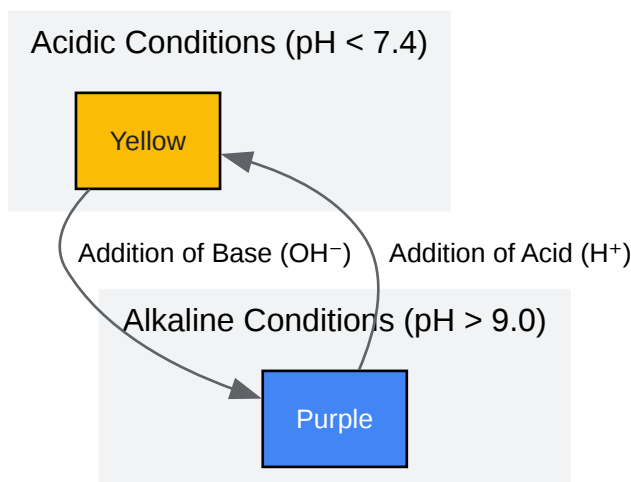 Acidic Conditions (pH < 7.4)
Yellow
Addition of Base (OH⁻)
Addition of Acid (H⁺)
Alkaline Conditions (pH > 9.0)
Purple